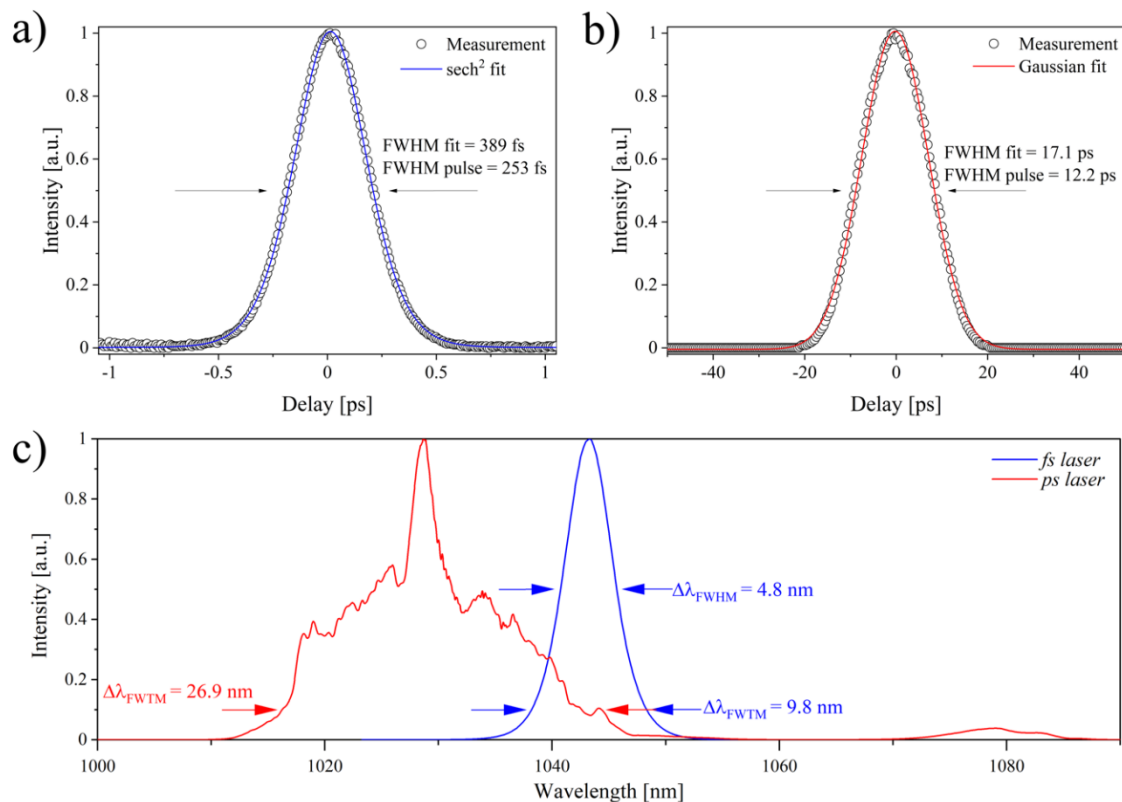 a)
Measurement
sech² fit
FWHM fit = 389 fs
FWHM pulse = 253 fs
Intensity [a.u.]
1
0.8
0.6
0.4
0.2
0
-1
-0.5
0
0.5
1
Delay [ps]
b)
Measurement
Gaussian fit
FWHM fit = 17.1 ps
FWHM pulse = 12.2 ps
Intensity [a.u.]
1
0.8
0.6
0.4
0.2
0
-40
-20
0
20
40
Delay [ps]
c)
fs laser
ps laser
ΔλFWHM = 4.8 nm
ΔλFWTM = 26.9 nm
ΔλFWTM = 9.8 nm
Intensity [a.u.]
1
0.8
0.6
0.4
0.2
0
1000
1020
1040
1060
1080
Wavelength [nm]